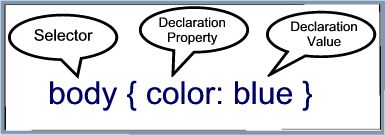 Selector
Declaration
Property
Declaration
Value
body { color: blue }